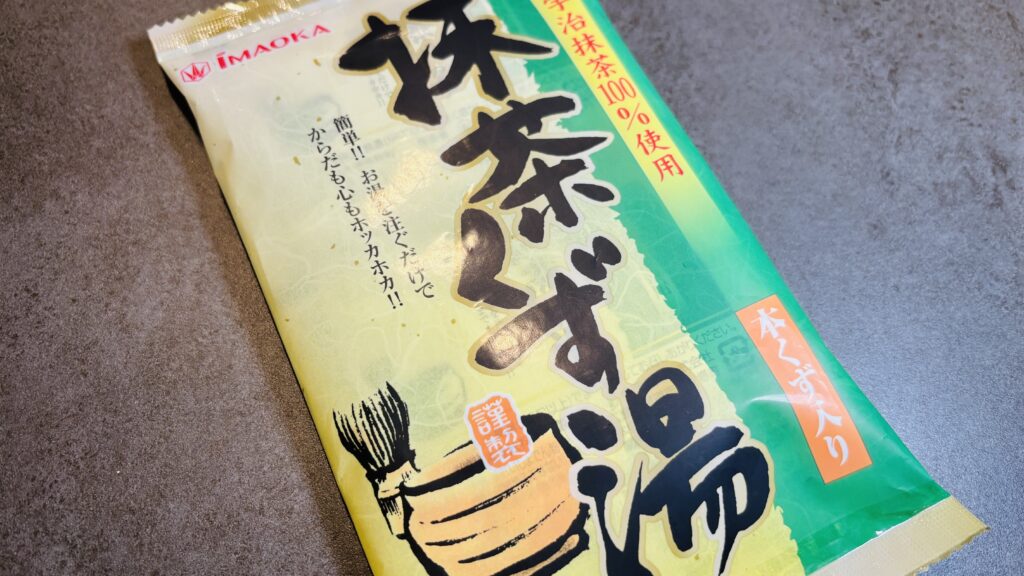 IMAOKA
宇治抹茶100%使用
抹茶くず湯
簡単!! お湯を注ぐだけで
からだも心もホッカホカ!!
本くず入り
謹製